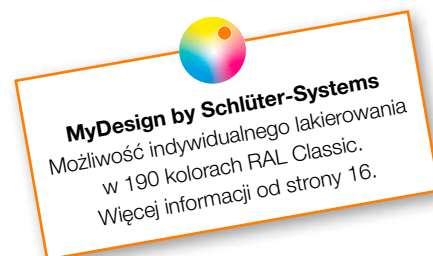 MyDesign by Schlüter-Systems
Możliwość indywidualnego lakierowania
w 190 kolorach RAL Classic.
Więcej informacji od strony 16.